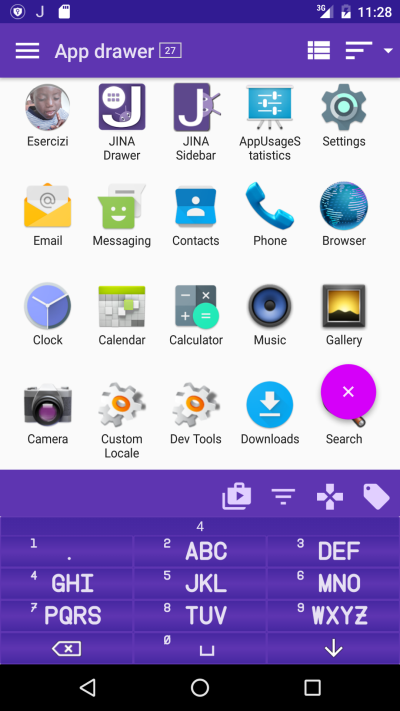 J 3G 11:28
App drawer 27
Esercizi
JINA
Drawer
JINA
Sidebar
AppUsageS
tatistics
Settings
Email
Messaging
Contacts
Phone
Browser
Clock
Calendar
Calculator
Music
Gallery
Camera
Custom
Locale
Dev Tools
Downloads
Search
4
1 .
2 ABC
3 DEF
4 GHI
5 JKL
6 MNO
7 PQRS
8 TUV
9 WXYZ
0